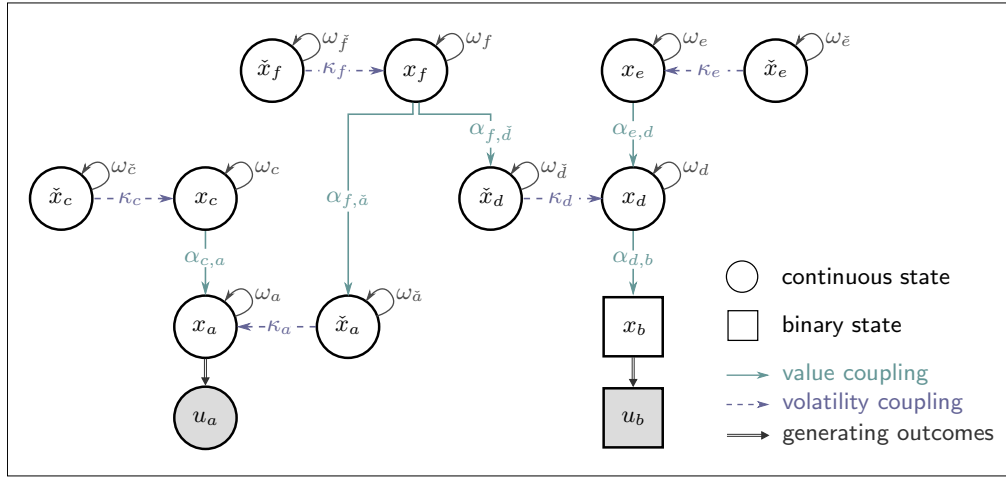 x̌_f κ_f x_f ω_f̌ ω_f x_e κ_e x̌_e ω_e ω_ě
α_{f,ď} α_{e,d}
x̌_c κ_c x_c ω_č ω_c α_{f,ǎ} x̌_d κ_d x_d ω_ď ω_d
α_{c,a} α_{d,b}
continuous state
x_a κ_a x̌_a ω_a ω_ǎ x_b
binary state
value coupling
u_a u_b
volatility coupling
generating outcomes